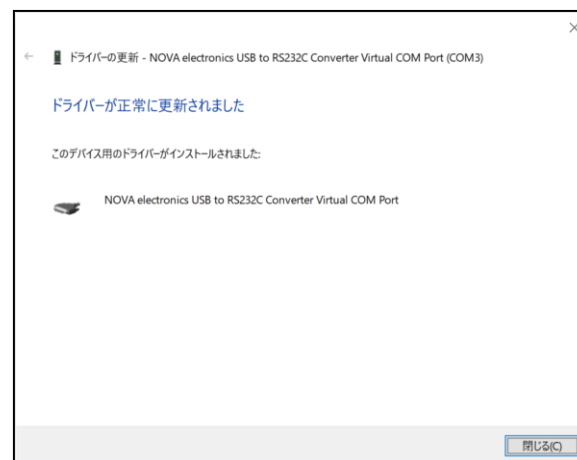 ドライバーの更新 - NOVA electronics USB to RS232C Converter Virtual COM Port (COM3)
ドライバーが正常に更新されました
このデバイス用のドライバーがインストールされました:
NOVA electronics USB to RS232C Converter Virtual COM Port
閉じる(C)